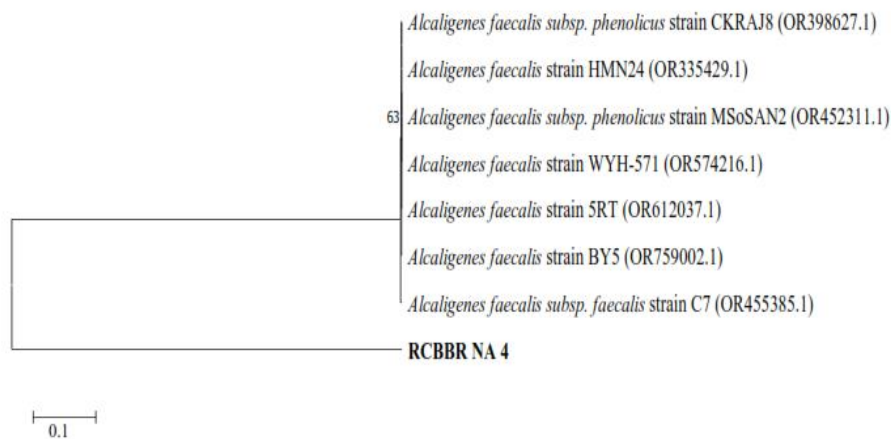 Alcaligenes faecalis subsp. phenolicus strain CKRAJ8 (OR398627.1)
Alcaligenes faecalis strain HMN24 (OR335429.1)
63 Alcaligenes faecalis subsp. phenolicus strain MSoSAN2 (OR452311.1)
Alcaligenes faecalis strain WYH-571 (OR574216.1)
Alcaligenes faecalis strain 5RT (OR612037.1)
Alcaligenes faecalis strain BY5 (OR759002.1)
Alcaligenes faecalis subsp. faecalis strain C7 (OR455385.1)
RCBBR NA 4
0.1